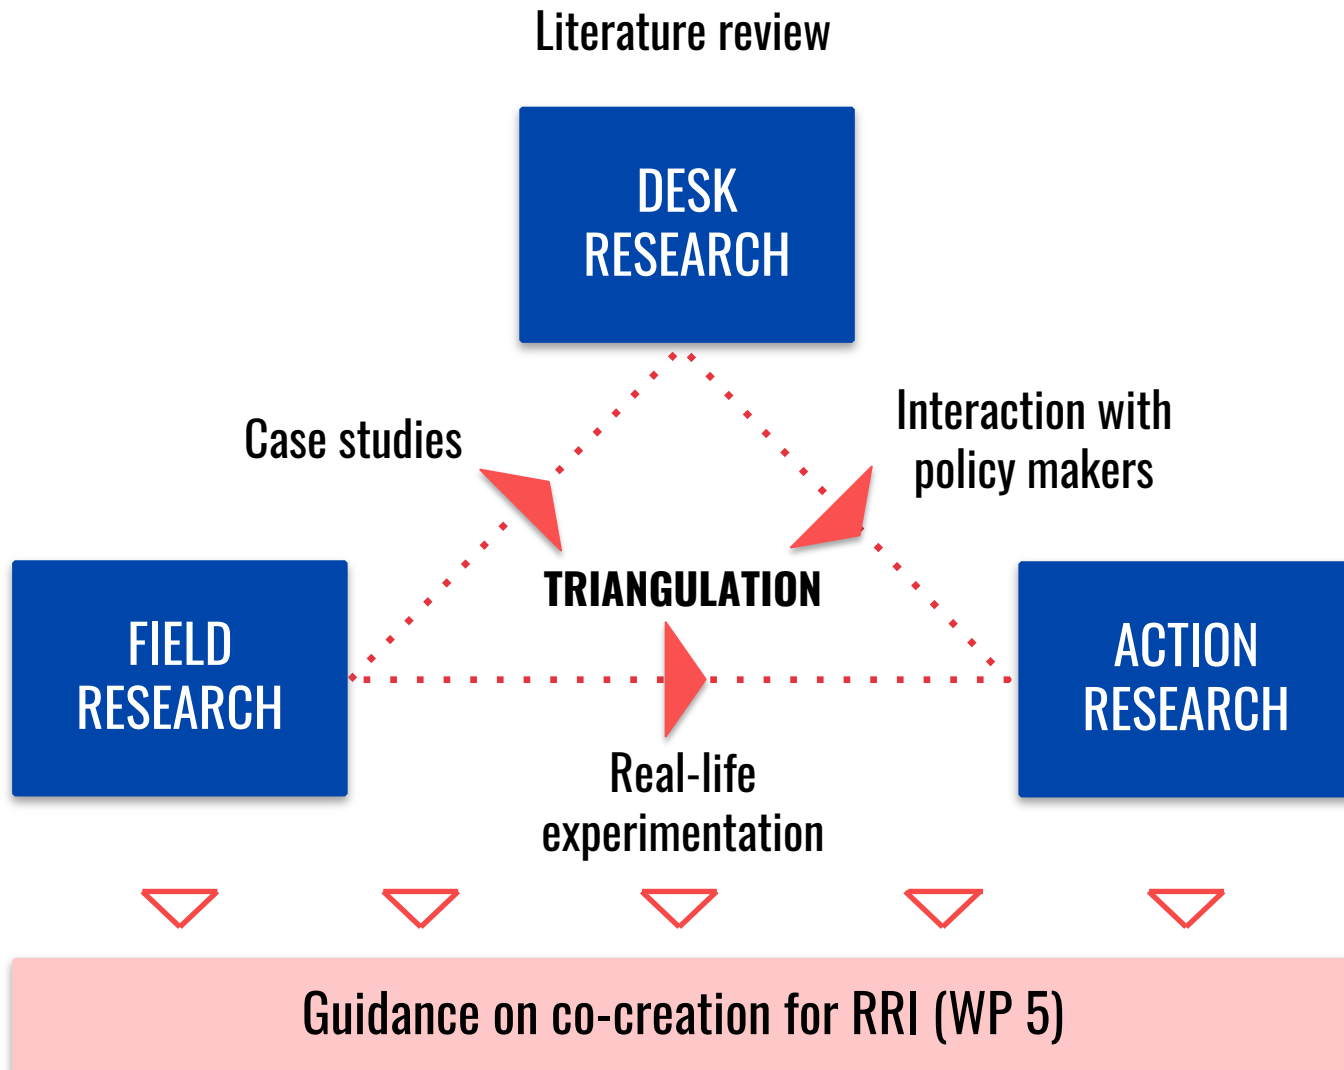 Literature review
DESK
RESEARCH
Case studies
Interaction with
policy makers
TRIANGULATION
FIELD
RESEARCH
ACTION
RESEARCH
Real-life
experimentation
Guidance on co-creation for RRI (WP 5)